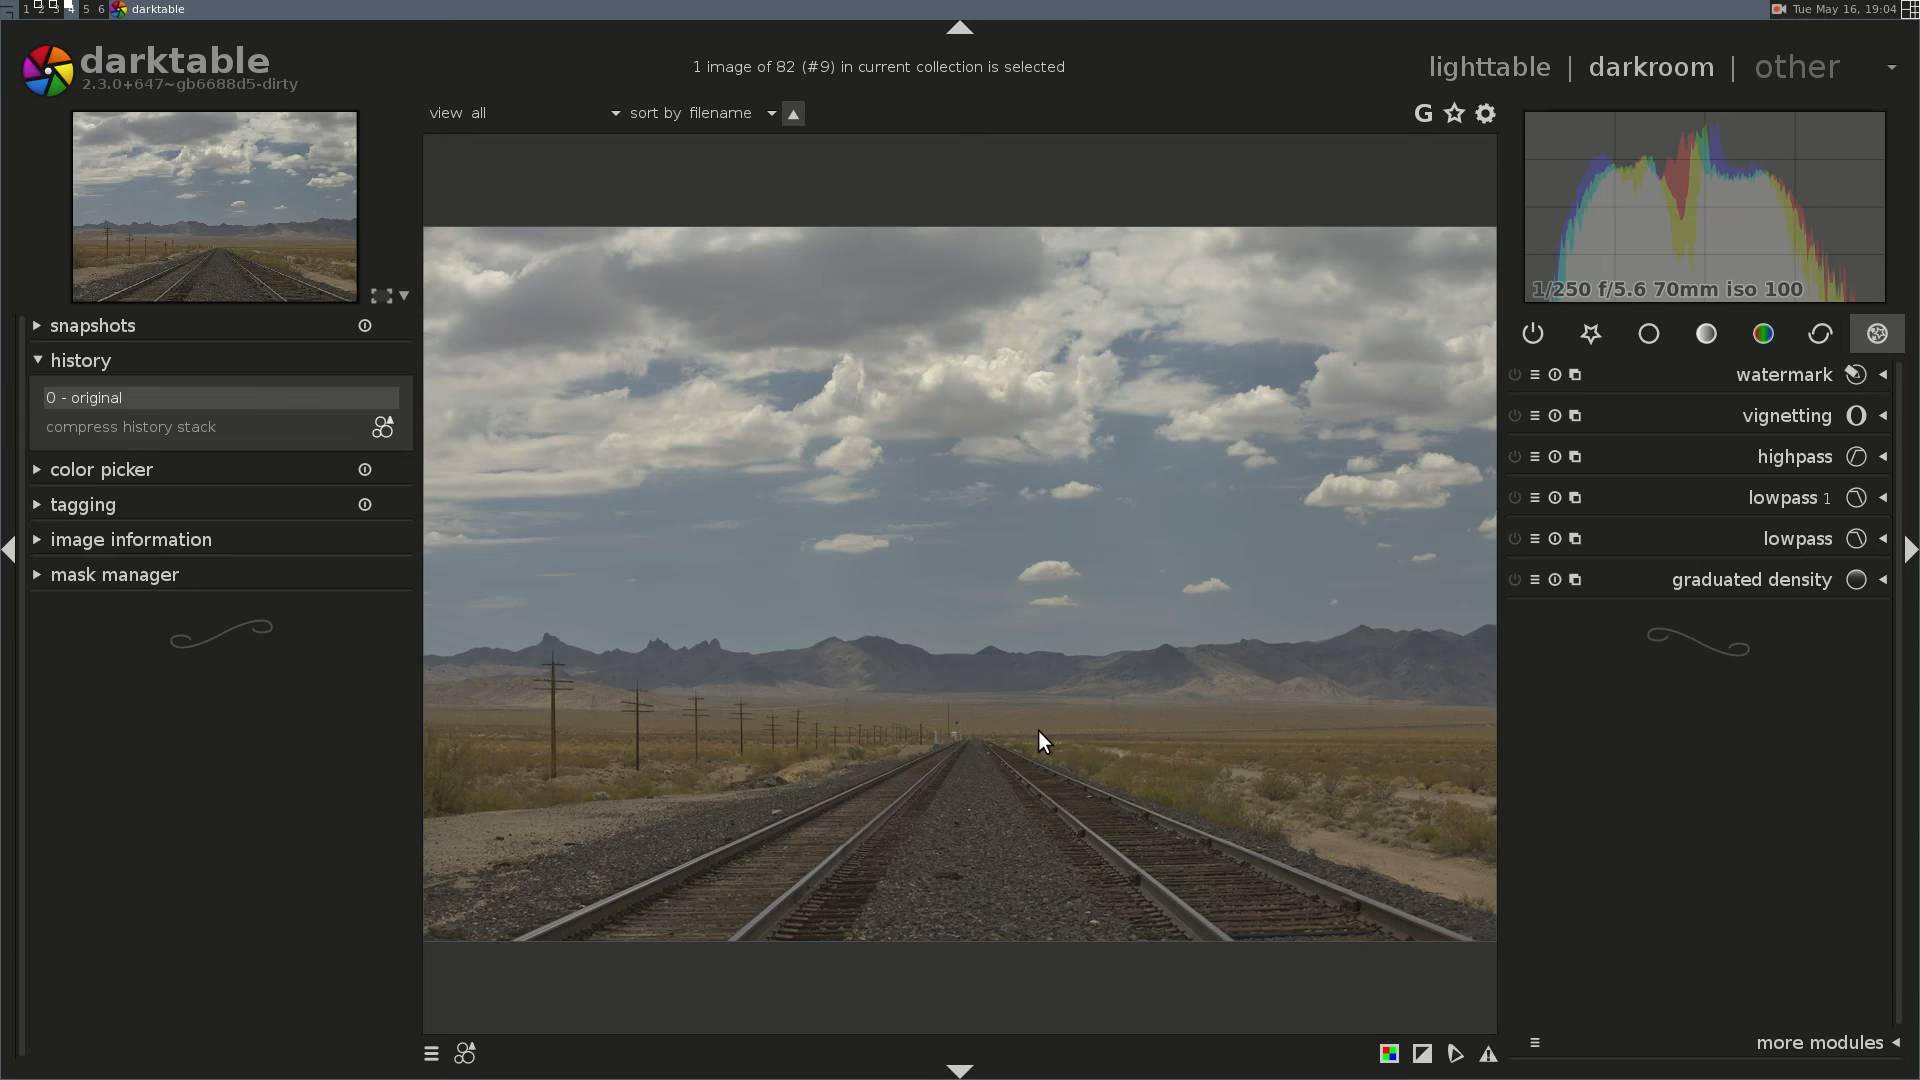 1 2 3 4 5 6 darktable
Tue May 16, 19:04
darktable
2.3.0+647~gb6688d5-dirty
1 image of 82 (#9) in current collection is selected
lighttable | darkroom | other
view all
sort by filename
G
1/250 f/5.6 70mm iso 100
snapshots
history
0 - original
compress history stack
color picker
tagging
image information
mask manager
watermark
vignetting
highpass
lowpass 1
lowpass
graduated density
more modules